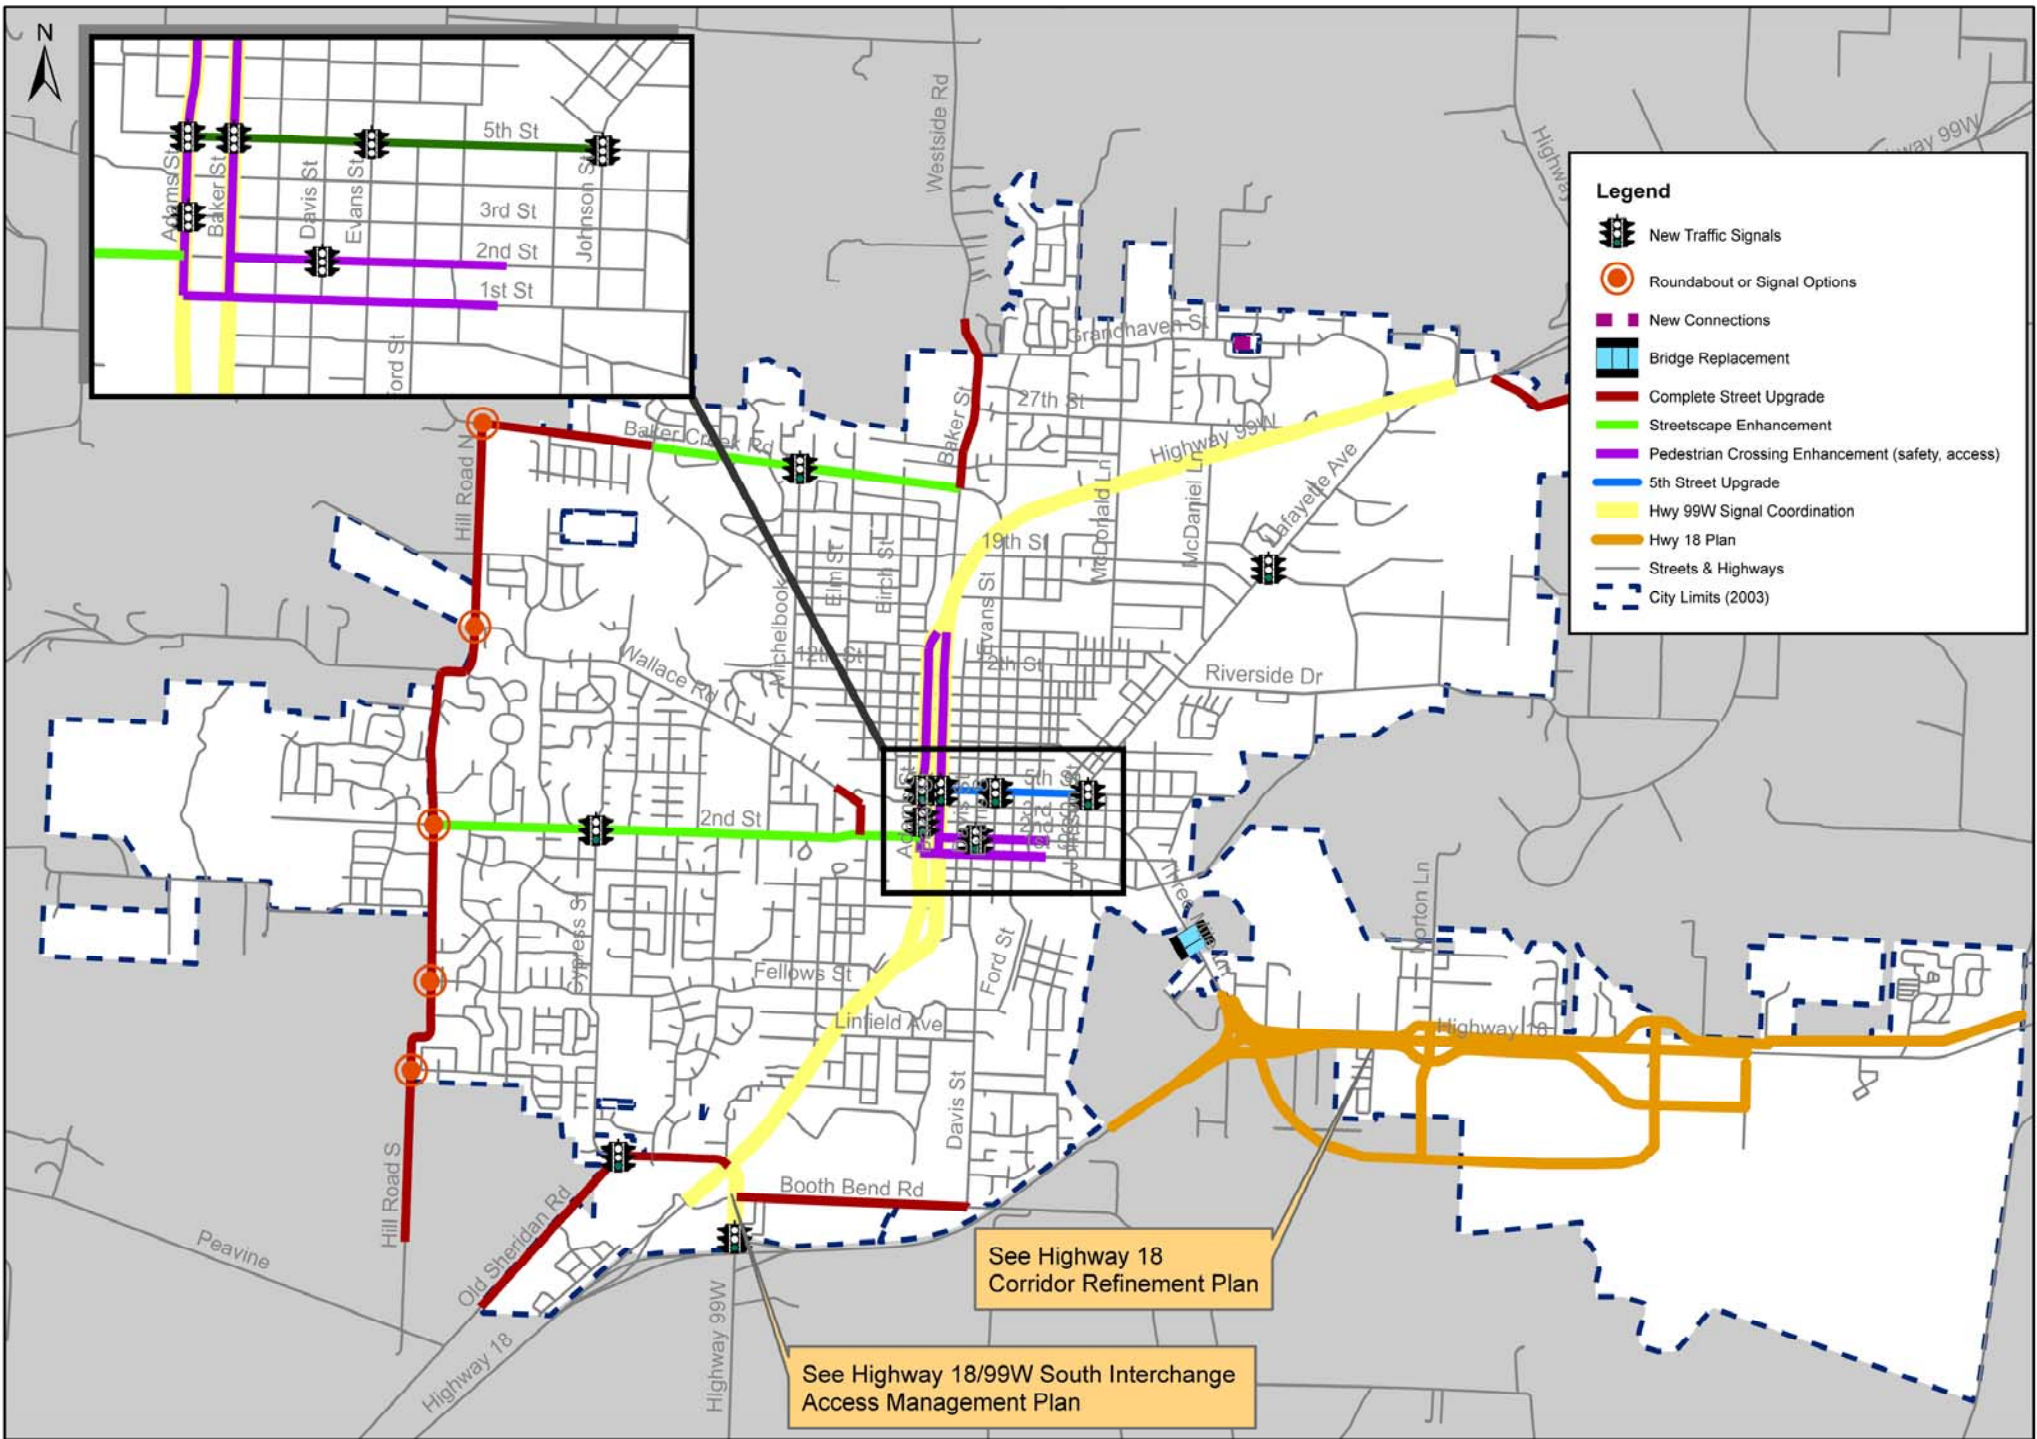 N
5th St
Adams St
Baker St
Davis St
Evans St
3rd St
Johnson St
2nd St
1st St
ford St
Westside Rd
Highway
Highway 99W
Legend
New Traffic Signals
Roundabout or Signal Options
New Connections
Bridge Replacement
Complete Street Upgrade
Streetscape Enhancement
Pedestrian Crossing Enhancement (safety, access)
5th Street Upgrade
Hwy 99W Signal Coordination
Hwy 18 Plan
Streets & Highways
City Limits (2003)
Grandhaven St
27th St
Baker St
Baker Creek Rd
Highway 99W
Hill Road N
McDonald Ln
McDaniel Ln
Lafayette Ave
19th St
Elm St
Birch St
Michelbook
Evans St
12th St
2th St
Wallace Rd
Riverside Dr
5th St
2nd St
Cypress St
Fellows St
Ford St
Norton Ln
Linfield Ave
Highway 18
Davis St
Booth Bend Rd
Hill Road S
Old Sheridan Rd
Peavine
See Highway 18
Corridor Refinement Plan
Highway 18
Highway 99W
See Highway 18/99W South Interchange
Access Management Plan